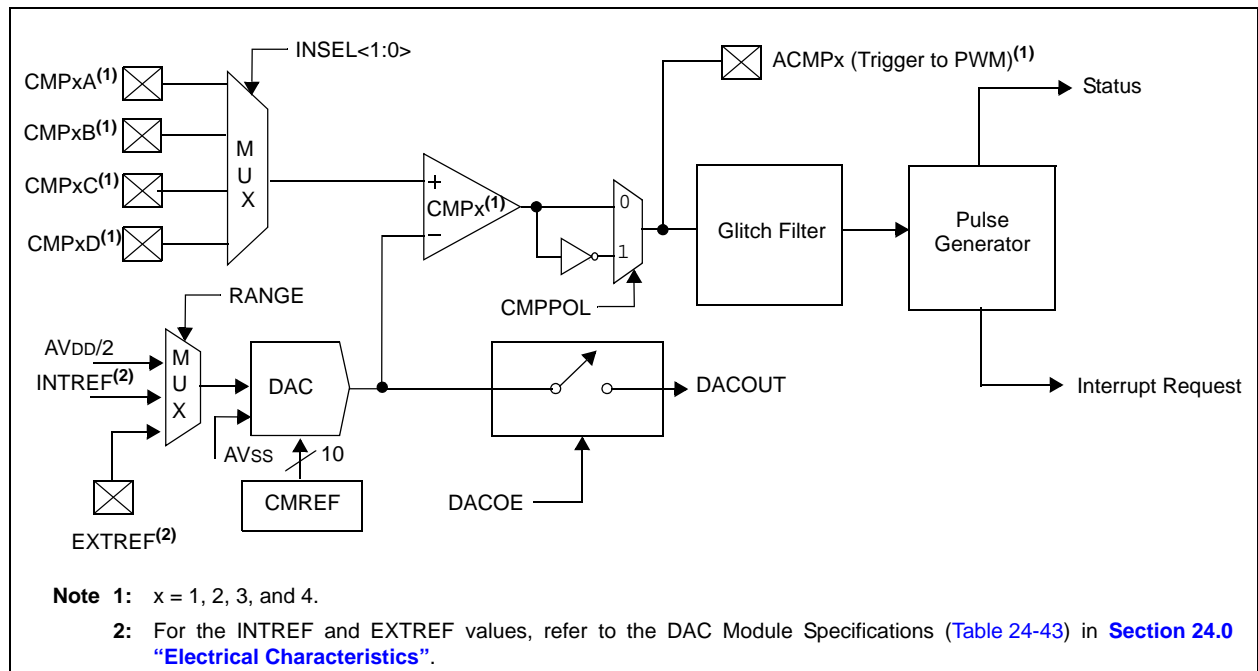 INSEL<1:0>
CMPxA(1)
CMPxB(1)
CMPxC(1)
CMPxD(1)
MUX
ACMPx (Trigger to PWM)(1)
Status
+
CMPx(1)
–
0
1
CMPPOL
Glitch Filter
Pulse
Generator
Interrupt Request
RANGE
AVDD/2
INTREF(2)
EXTREF(2)
MUX
DAC
AVSS
10
CMREF
DACOUT
DACOE
Note 1: x = 1, 2, 3, and 4.
2: For the INTREF and EXTREF values, refer to the DAC Module Specifications (Table 24-43) in Section 24.0
“Electrical Characteristics”.